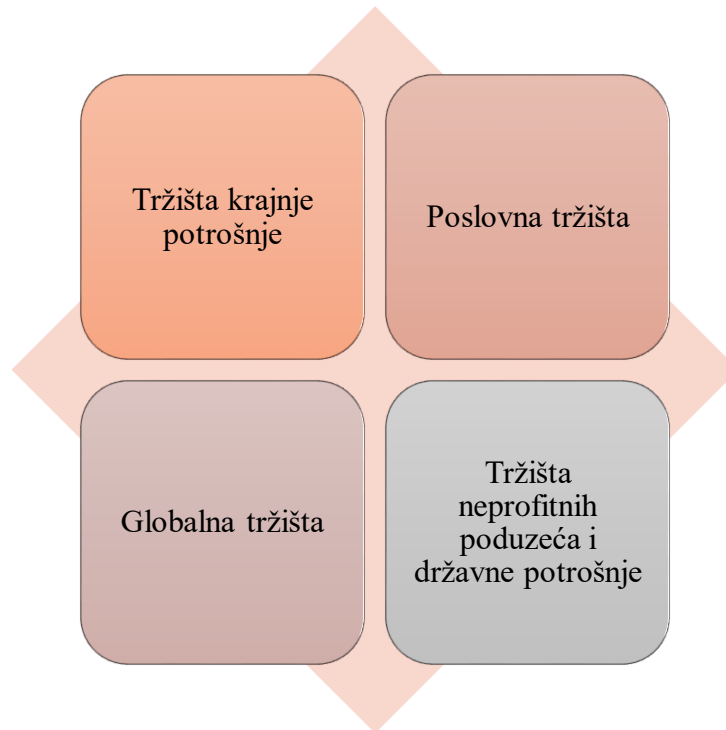 Tržišta krajnje
potrošnje
Poslovna tržišta
Globalna tržišta
Tržišta
neprofitnih
poduzeća i
državne potrošnje